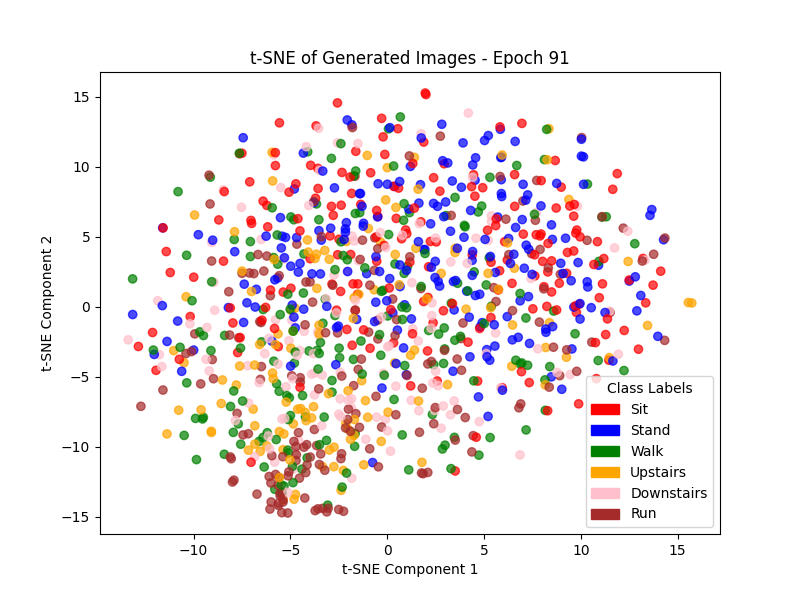 t-SNE of Generated Images - Epoch 91
t-SNE Component 2
15
10
5
0
−5
−10
−15
Class Labels
Sit
Stand
Walk
Upstairs
Downstairs
Run
−10
−5
0
5
10
15
t-SNE Component 1